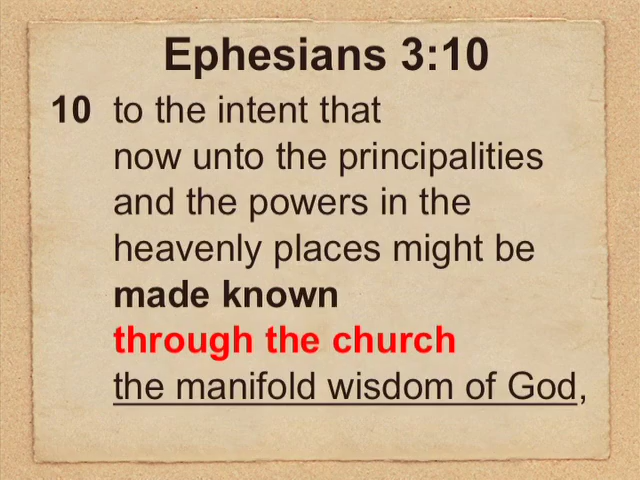 Ephesians 3:10
10 to the intent that
now unto the principalities
and the powers in the
heavenly places might be
made known
through the church
the manifold wisdom of God,